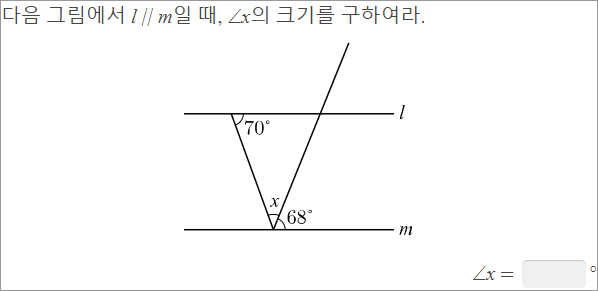 다음 그림에서 l // m일 때, ∠x의 크기를 구하여라.
l
70°
x
68°
m
∠x = °